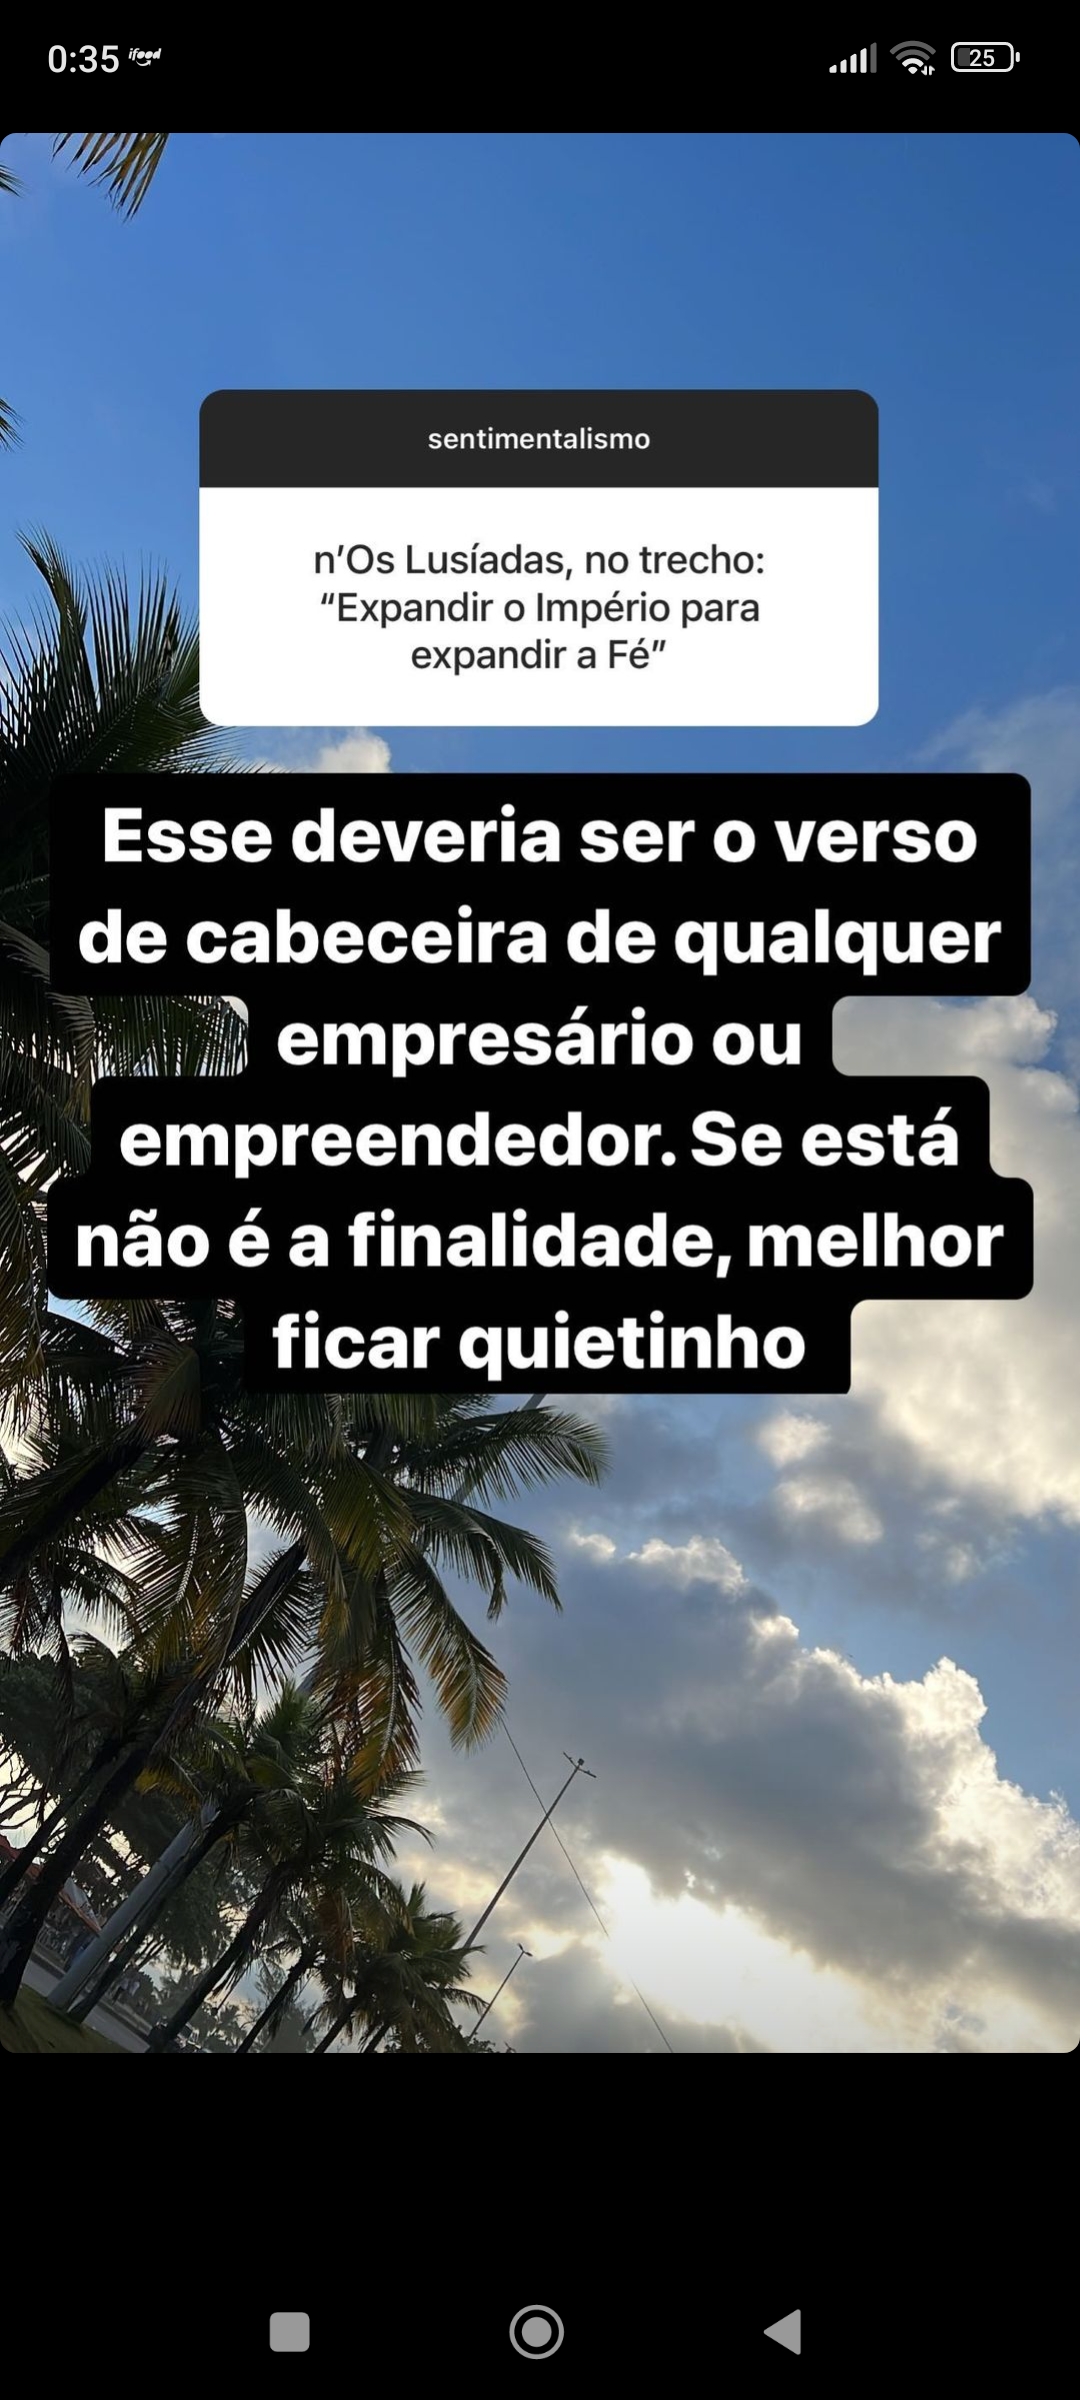 0:35 ifood 25
sentimentalismo
n’Os Lusíadas, no trecho:
“Expandir o Império para
expandir a Fé”
Esse deveria ser o verso
de cabeceira de qualquer
empresário ou
empreendedor. Se está
não é a finalidade, melhor
ficar quietinho